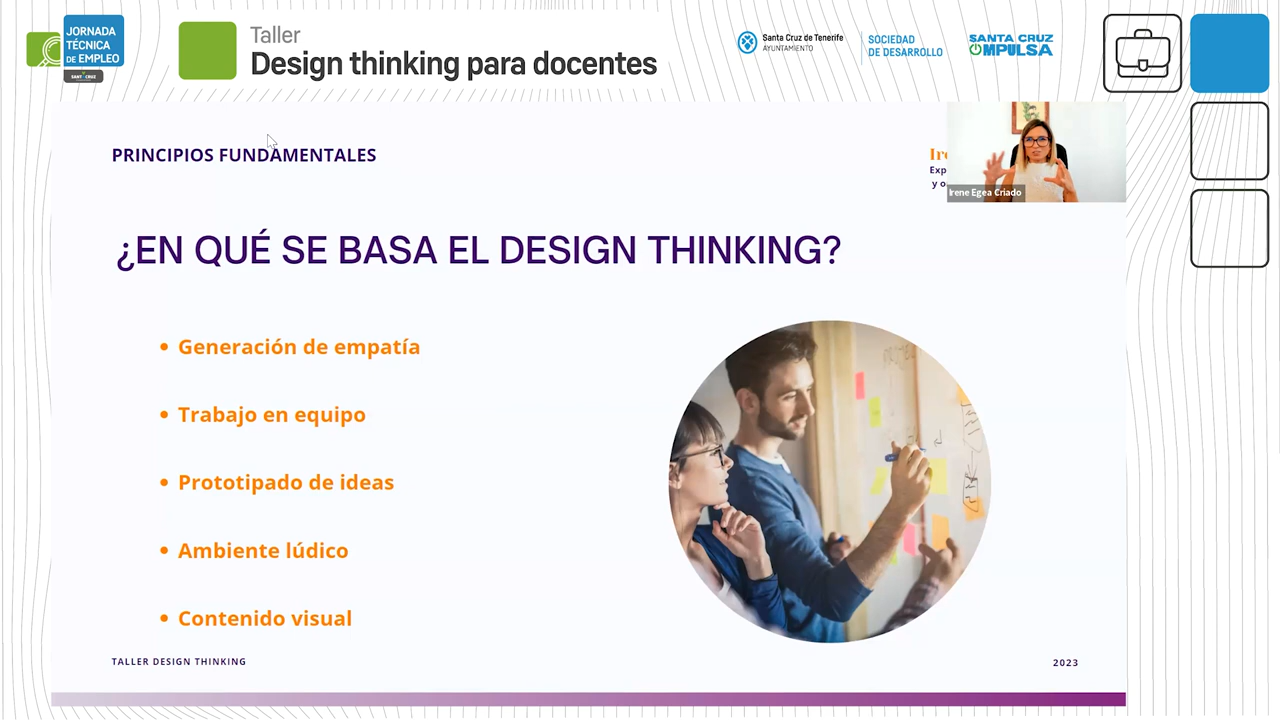 JORNADA
TÉCNICA
DE EMPLEO
Taller
Design thinking para docentes
Santa Cruz de Tenerife
AYUNTAMIENTO
SOCIEDAD
DE DESARROLLO
SANTA CRUZ
MPULSA
PRINCIPIOS FUNDAMENTALES
Irene Egea Criado
¿EN QUÉ SE BASA EL DESIGN THINKING?
• Generación de empatía
• Trabajo en equipo
• Prototipado de ideas
• Ambiente lúdico
• Contenido visual
TALLER DESIGN THINKING
2023